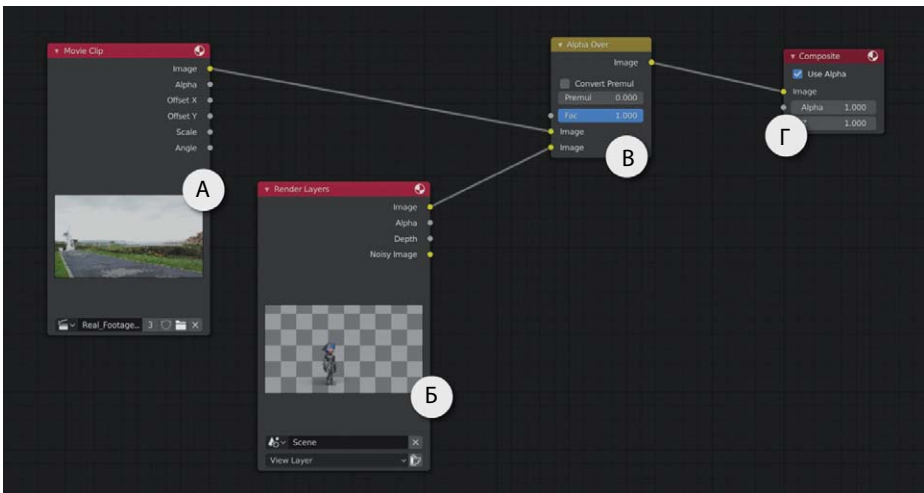 Movie Clip
Image
Alpha
Offset X
Offset Y
Scale
Angle
А
Real_Footage... 3
Render Layers
Image
Alpha
Depth
Noisy Image
Б
Scene
View Layer
Alpha Over
Image
Convert Premul
Premul 0.000
Fac 1.000
Image
Image
В
Composite
Use Alpha
Image
Alpha 1.000
1.000
Г